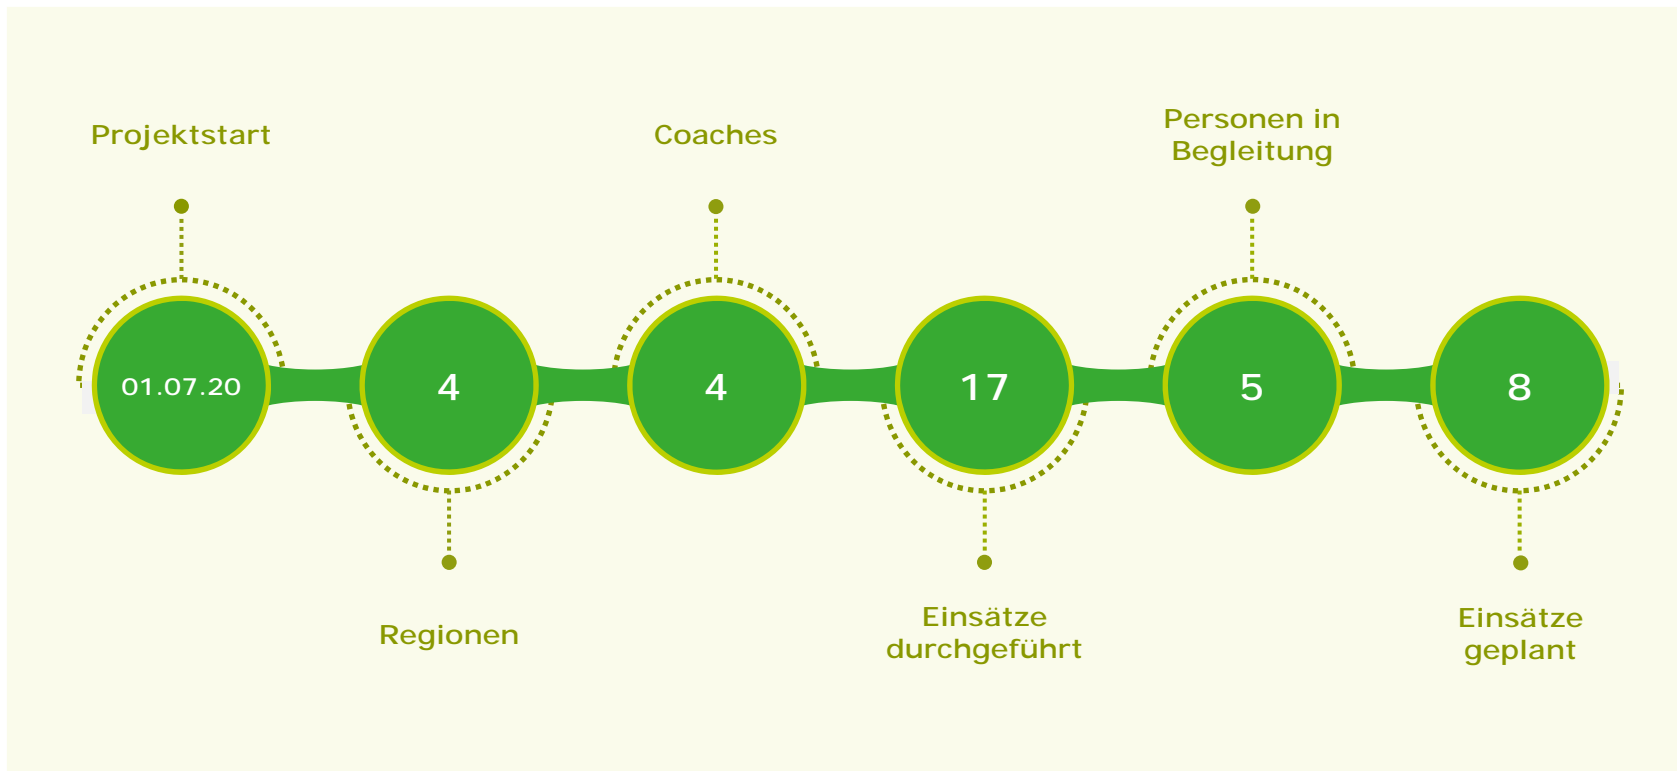 Projektstart
01.07.20
4
Regionen
Coaches
4
17
Einsätze
durchgeführt
Personen in
Begleitung
5
8
Einsätze
geplant